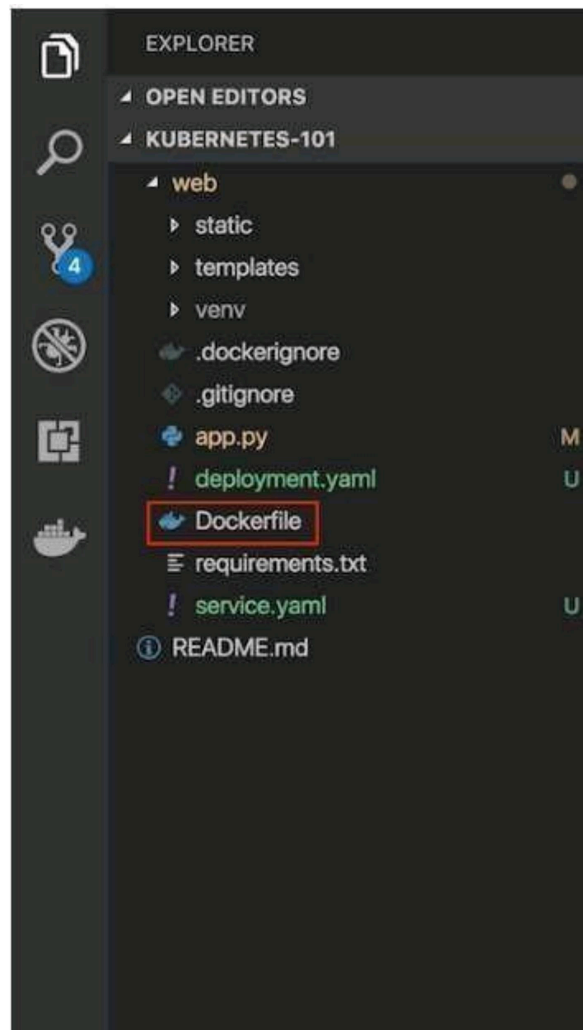 EXPLORER
OPEN EDITORS
KUBERNETES-101
web
static
templates
4
venv
.dockerignore
.gitignore
app.py M
deployment.yaml U
Dockerfile
requirements.txt
service.yaml U
README.md